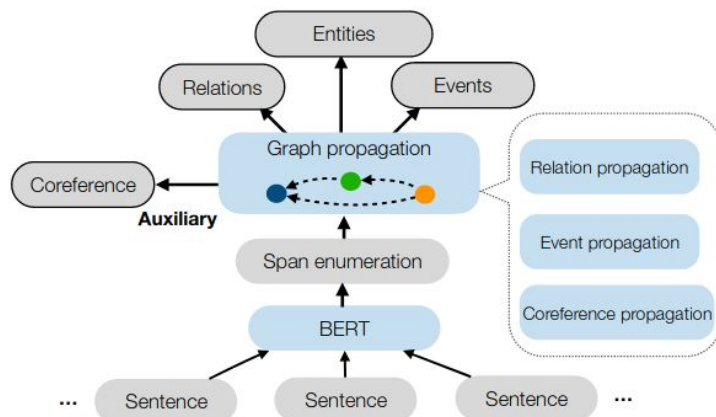 Entities
Relations
Events
Graph propagation
Coreference
Auxiliary
Relation propagation
Event propagation
Coreference propagation
Span enumeration
BERT
... Sentence Sentence Sentence ...